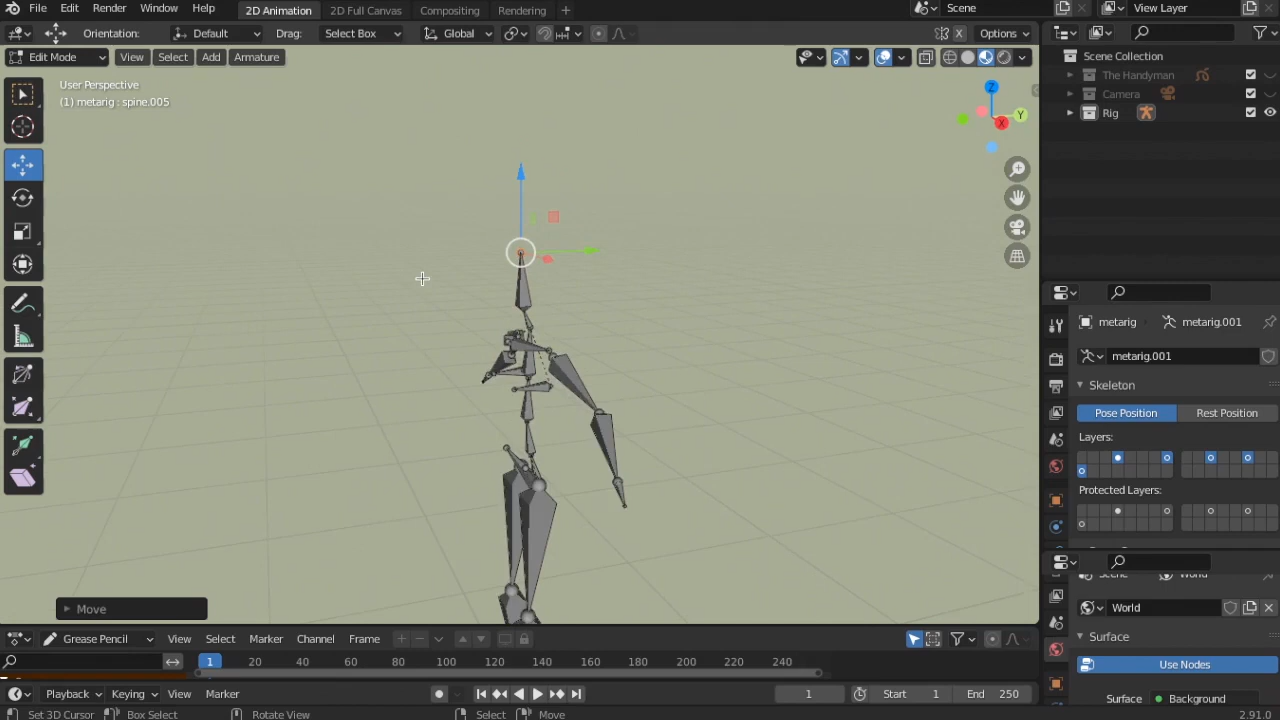 File Edit Render Window Help 2D Animation 2D Full Canvas Compositing Rendering + Scene View Layer
Orientation: Default Drag: Select Box Global X Options
Edit Mode View Select Add Armature
User Perspective
(1) metarig : spine.005
Z
Y
X
Scene Collection
The Handyman
Camera
Rig
metarig metarig.001
metarig.001
Skeleton
Pose Position Rest Position
Layers:
Protected Layers:
Move
Scene World
World
Surface
Use Nodes
Surface Background
Grease Pencil View Select Marker Channel Frame
1 20 40 60 80 100 120 140 160 180 200 220 240
Playback Keying View Marker 1 Start 1 End 250
Set 3D Cursor Box Select Rotate View Select Move 2.91.0